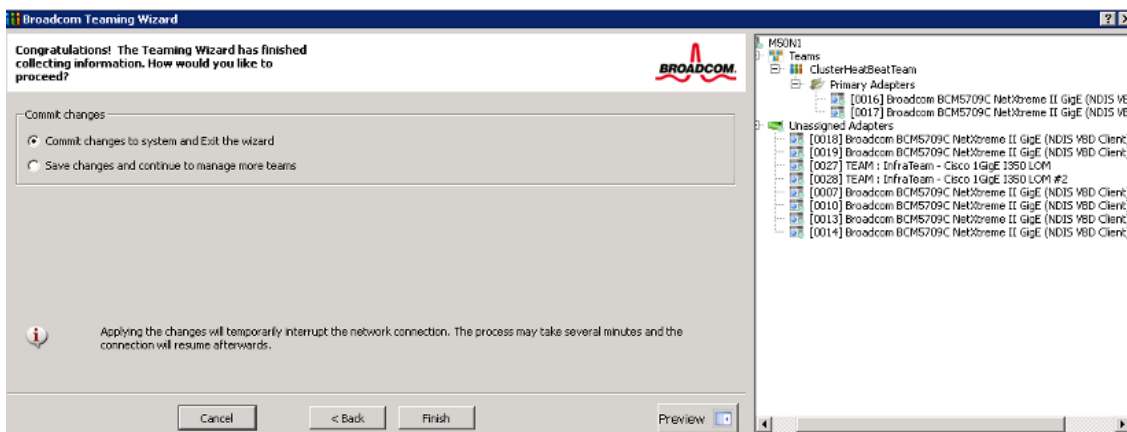 Broadcom Teaming Wizard
Congratulations! The Teaming Wizard has finished
collecting information. How would you like to
proceed?
BROADCOM.
Commit changes
Commit changes to system and Exit the wizard
Save changes and continue to manage more teams
Applying the changes will temporarily interrupt the network connection. The process may take several minutes and the
connection will resume afterwards.
Cancel
< Back
Finish
Preview
M50N1
Teams
ClusterHeatBeatTeam
Primary Adapters
[0016] Broadcom BCM5709C NetXtreme II GigE (NDIS VB
[0017] Broadcom BCM5709C NetXtreme II GigE (NDIS VB
Unassigned Adapters
[0018] Broadcom BCM5709C NetXtreme II GigE (NDIS VBD Client
[0019] Broadcom BCM5709C NetXtreme II GigE (NDIS VBD Client
[0027] TEAM : InfraTeam - Cisco 1GigE I350 LOM
[0028] TEAM : InfraTeam - Cisco 1GigE I350 LOM #2
[0007] Broadcom BCM5709C NetXtreme II GigE (NDIS VBD Client
[0010] Broadcom BCM5709C NetXtreme II GigE (NDIS VBD Client
[0013] Broadcom BCM5709C NetXtreme II GigE (NDIS VBD Client
[0014] Broadcom BCM5709C NetXtreme II GigE (NDIS VBD Client